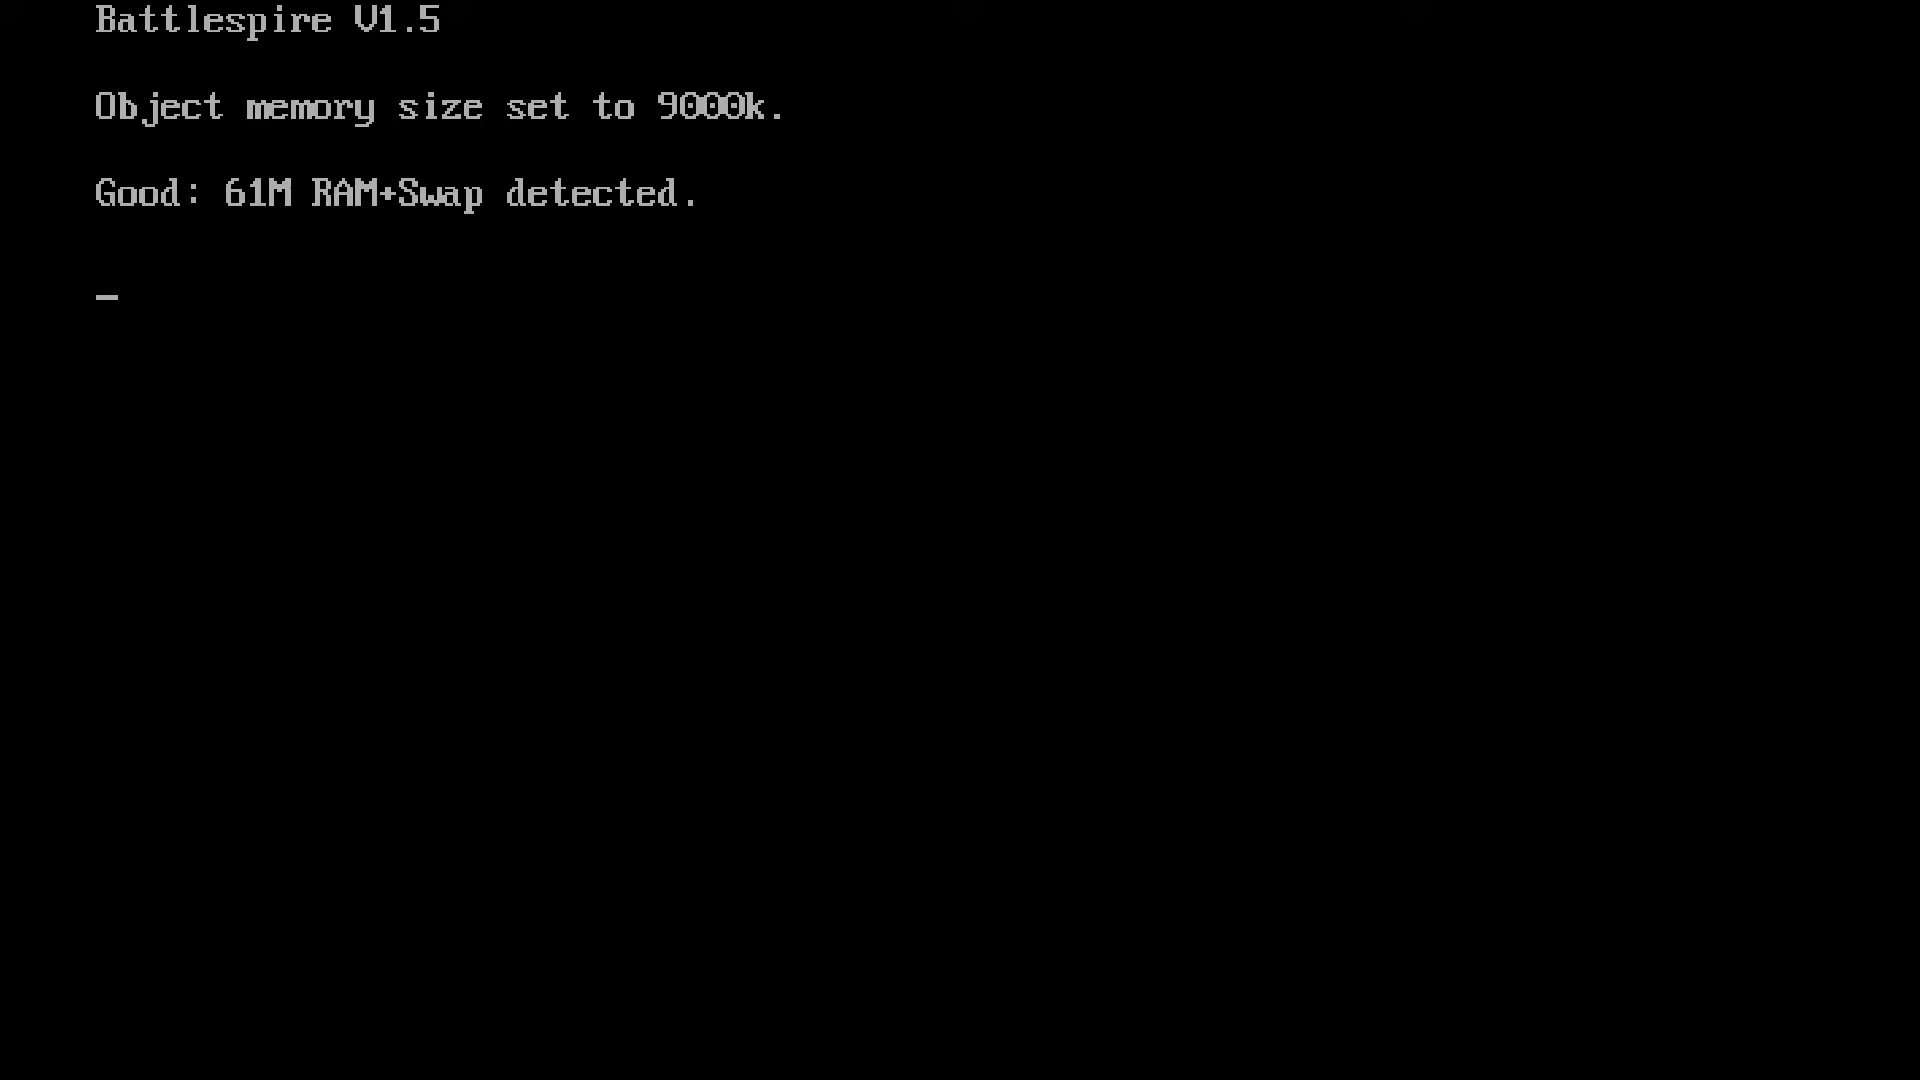 Battlespire V1.5
Object memory size set to 9000k.
Good: 61M RAM+Swap detected.